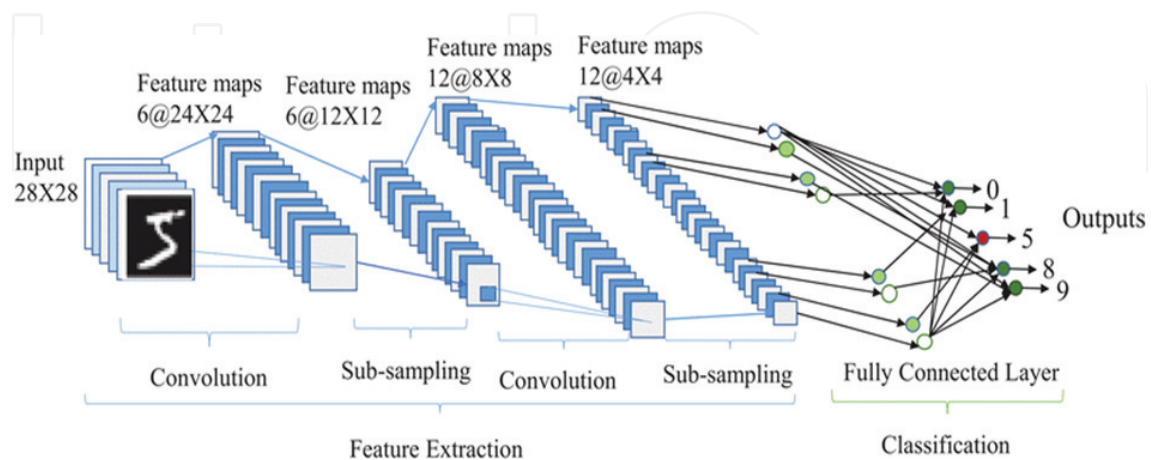 Input
28X28
Feature maps
6@24X24
Feature maps
6@12X12
Feature maps
12@8X8
Feature maps
12@4X4
0
1
5
8
9
Outputs
Convolution
Sub-sampling
Convolution
Sub-sampling
Fully Connected Layer
Feature Extraction
Classification